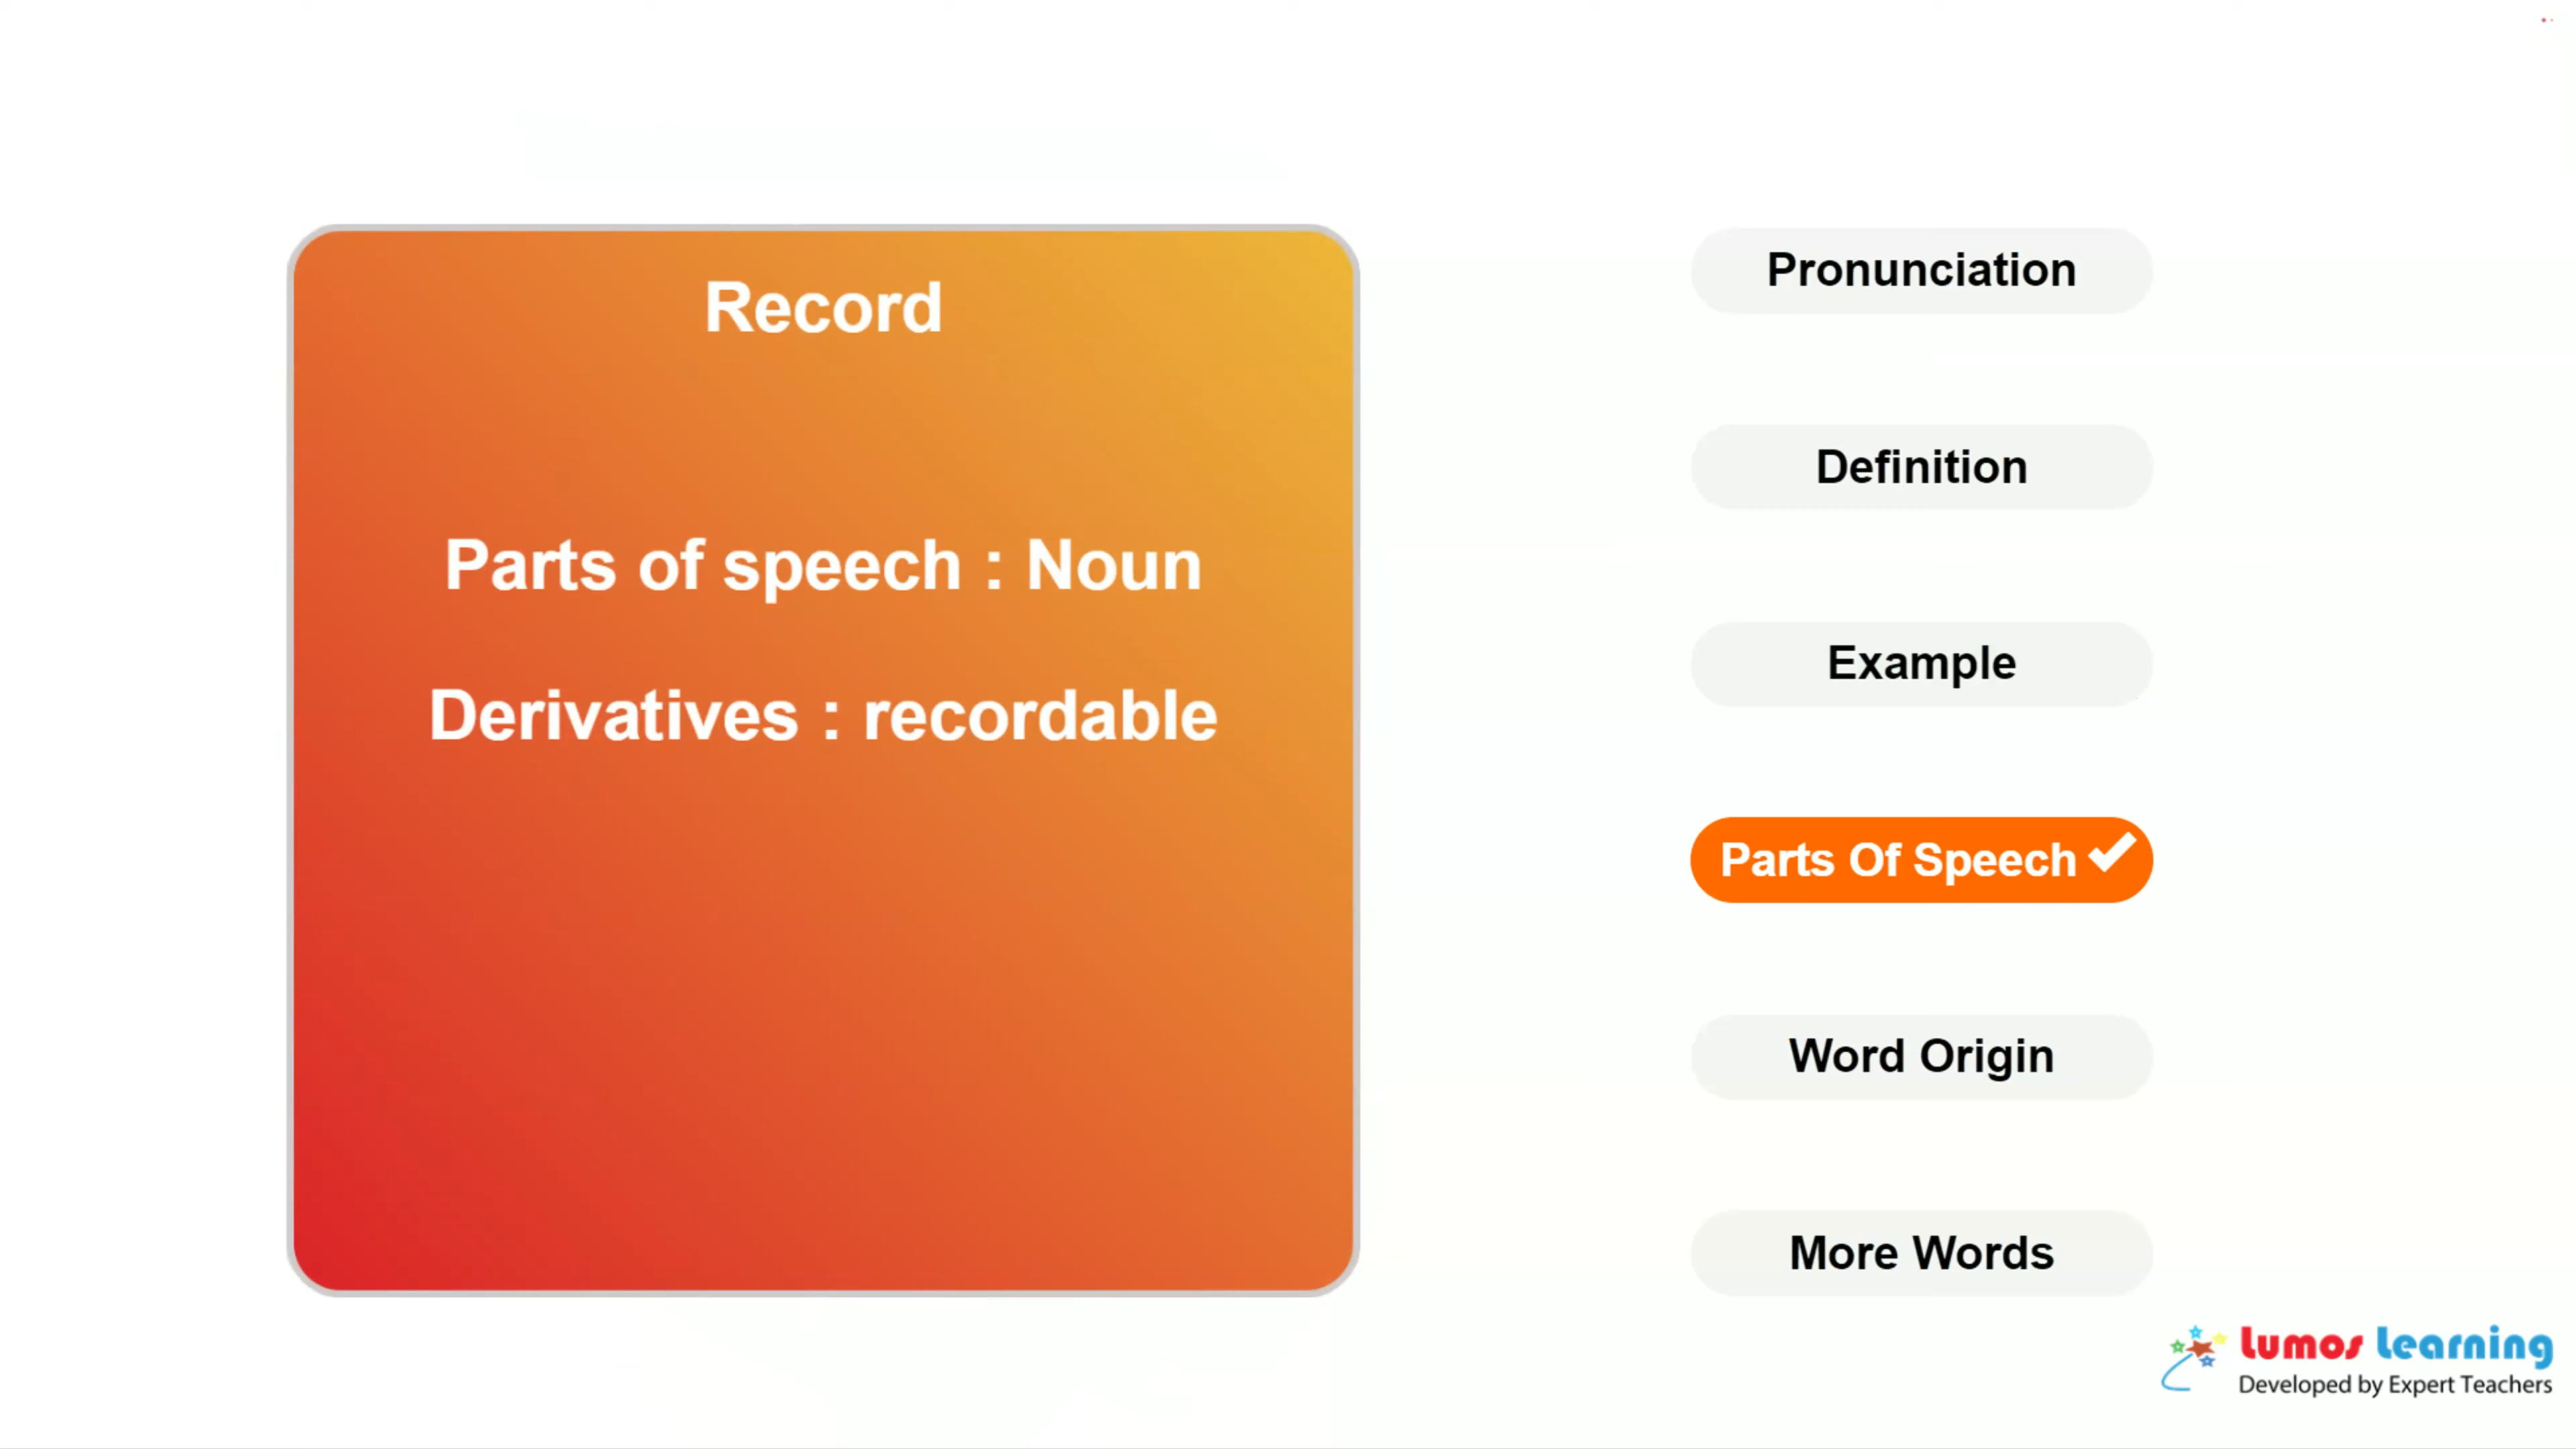 Record
Parts of speech : Noun
Derivatives : recordable
Pronunciation
Definition
Example
Parts Of Speech
Word Origin
More Words
Lumos Learning
Developed by Expert Teachers